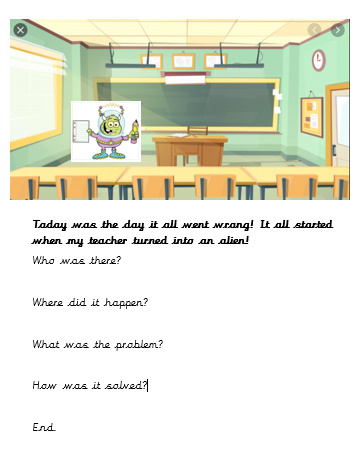 Today was the day it all went wrong! It all started
when my teacher turned into an alien!
Who was there?
Where did it happen?
What was the problem?
How was it solved?
End.